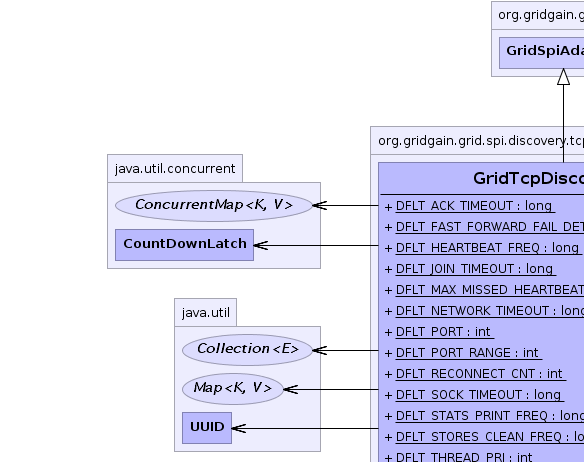 org.gridgain.g
GridSpiAda
org.gridgain.grid.spi.discovery.tcp
java.util.concurrent
ConcurrentMap<K, V>
CountDownLatch
GridTcpDisco
+ DFLT_ACK_TIMEOUT : long
+ DFLT_FAST_FORWARD_FAIL_DET
+ DFLT_HEARTBEAT_FREQ : long
+ DFLT_JOIN_TIMEOUT : long
+ DFLT_MAX_MISSED_HEARTBEAT
+ DFLT_NETWORK_TIMEOUT : long
+ DFLT_PORT : int
+ DFLT_PORT_RANGE : int
+ DFLT_RECONNECT_CNT : int
+ DFLT_SOCK_TIMEOUT : long
+ DFLT_STATS_PRINT_FREQ : long
+ DFLT_STORES_CLEAN_FREQ : lo
+ DFLT_THREAD_PRI : int
java.util
Collection<E>
Map<K, V>
UUID